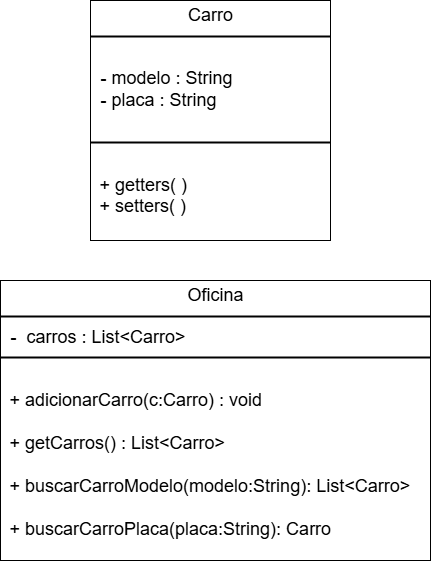 Carro
- modelo : String
- placa : String
+ getters( )
+ setters( )
Oficina
- carros : List<Carro>
+ adicionarCarro(c:Carro) : void
+ getCarros() : List<Carro>
+ buscarCarroModelo(modelo:String): List<Carro>
+ buscarCarroPlaca(placa:String): Carro